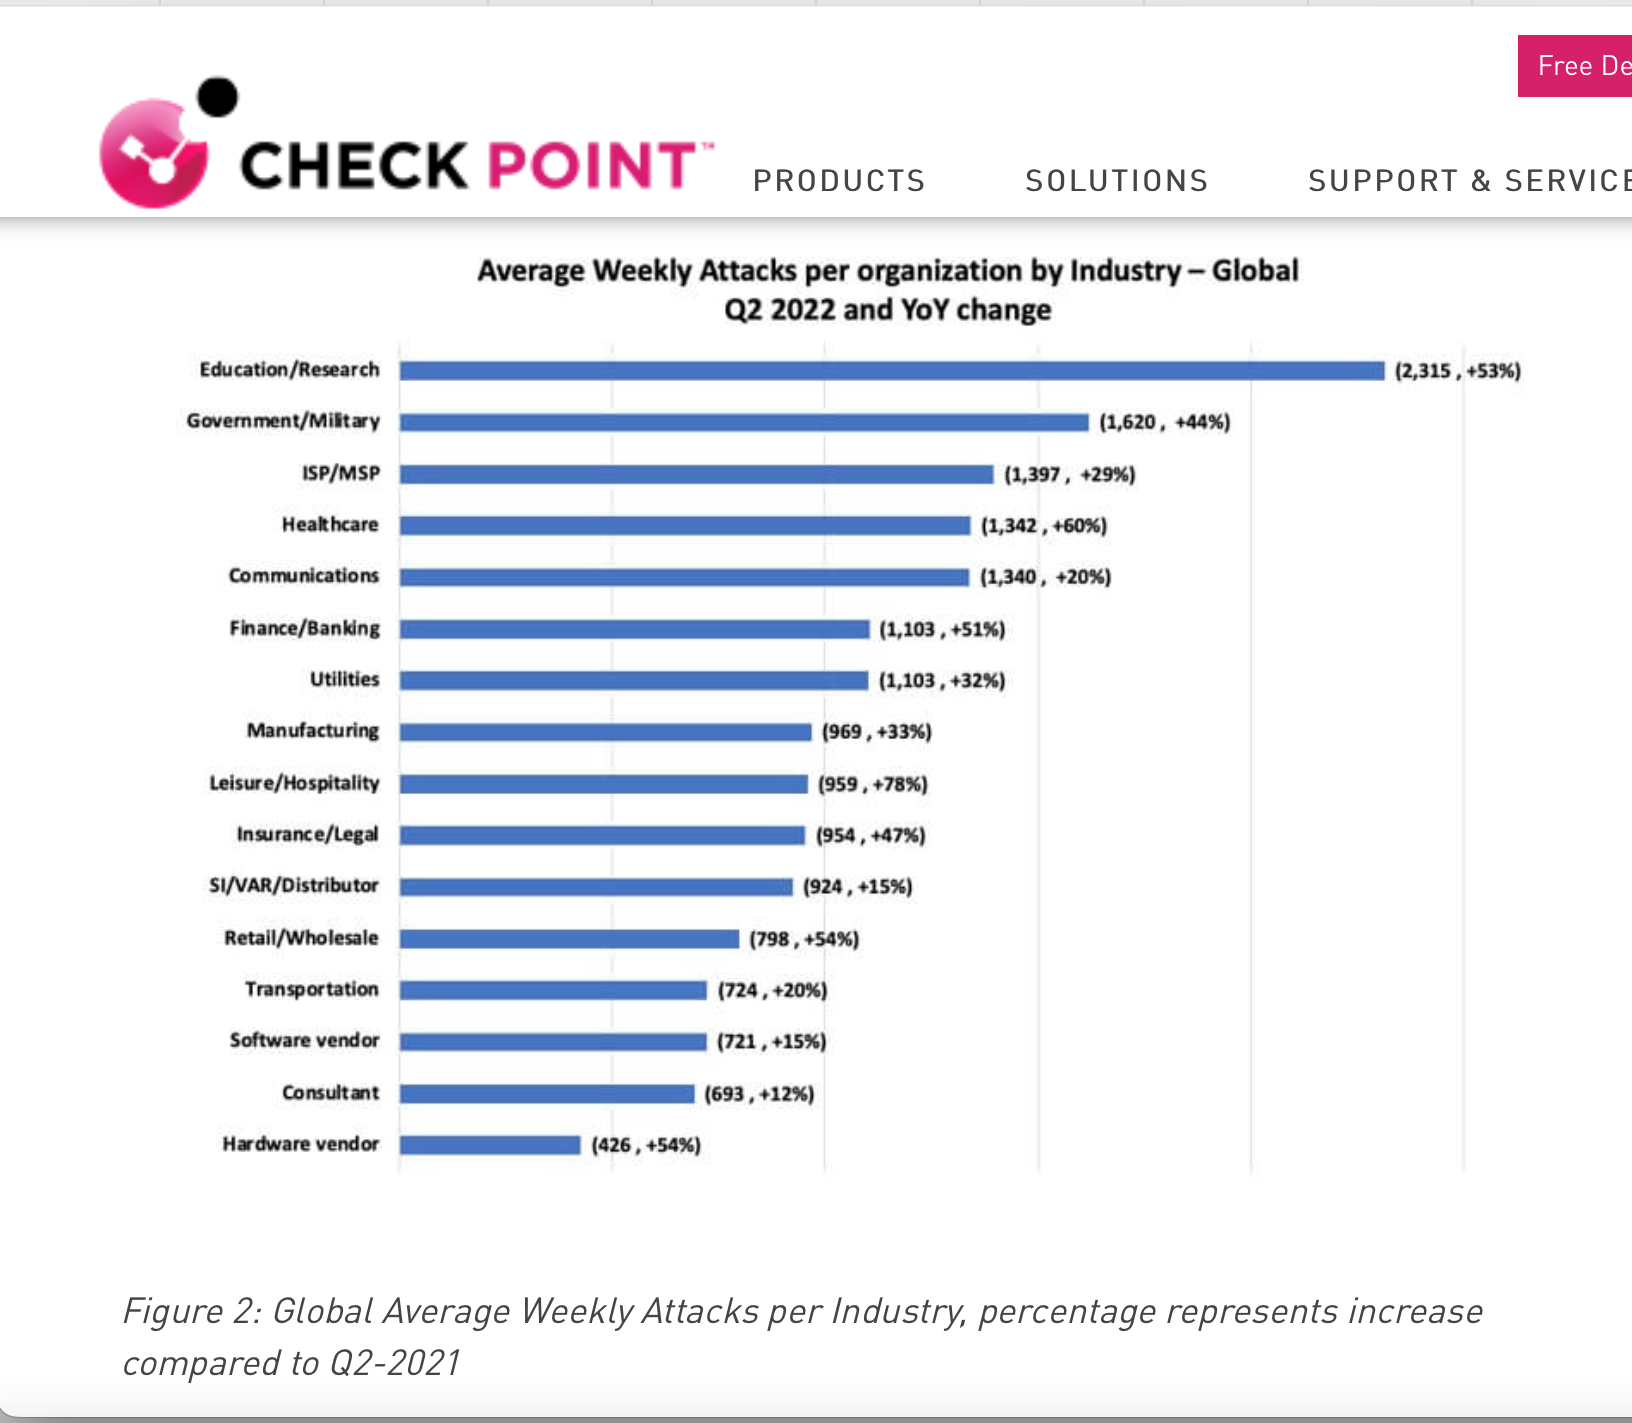 Free De
CHECK POINT™
PRODUCTS SOLUTIONS SUPPORT & SERVICE
Average Weekly Attacks per organization by Industry – Global
Q2 2022 and YoY change
Education/Research (2,315 , +53%)
Government/Military (1,620 , +44%)
ISP/MSP (1,397 , +29%)
Healthcare (1,342 , +60%)
Communications (1,340 , +20%)
Finance/Banking (1,103 , +51%)
Utilities (1,103 , +32%)
Manufacturing (969 , +33%)
Leisure/Hospitality (959 , +78%)
Insurance/Legal (954 , +47%)
SI/VAR/Distributor (924 , +15%)
Retail/Wholesale (798 , +54%)
Transportation (724 , +20%)
Software vendor (721 , +15%)
Consultant (693 , +12%)
Hardware vendor (426 , +54%)
Figure 2: Global Average Weekly Attacks per Industry, percentage represents increase
compared to Q2-2021